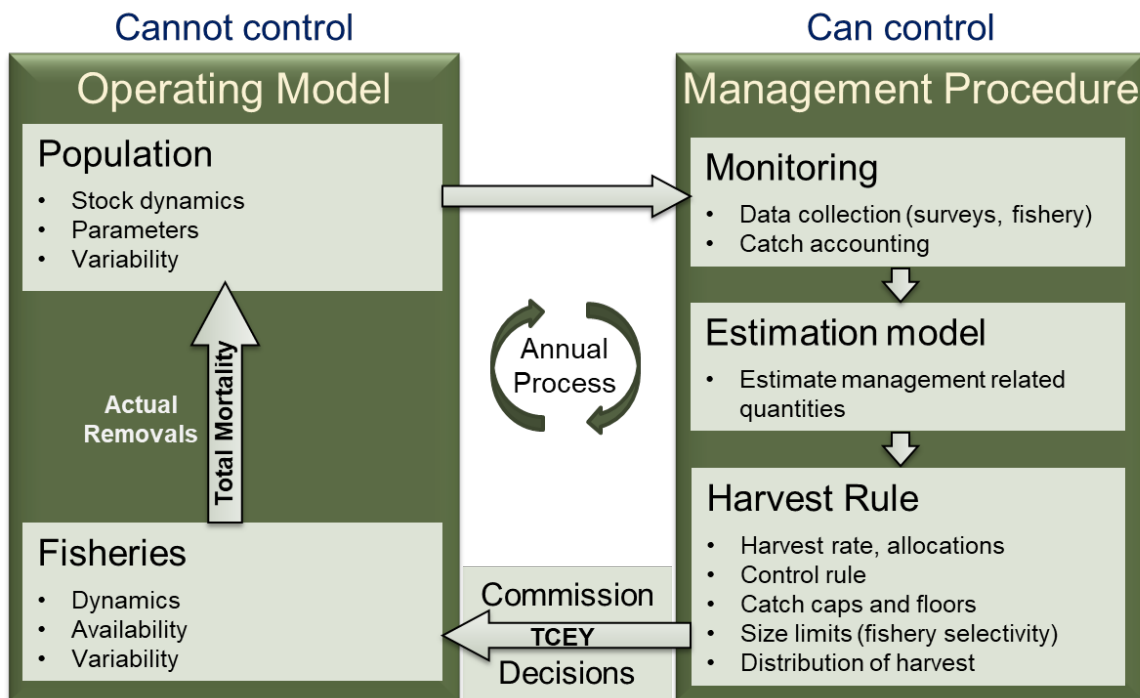 Cannot control
Operating Model
Population
• Stock dynamics
• Parameters
• Variability
Actual
Removals
Total Mortality
Fisheries
• Dynamics
• Availability
• Variability
Annual
Process
Commission
TCEY
Decisions
Can control
Management Procedure
Monitoring
• Data collection (surveys, fishery)
• Catch accounting
Estimation model
• Estimate management related
quantities
Harvest Rule
• Harvest rate, allocations
• Control rule
• Catch caps and floors
• Size limits (fishery selectivity)
• Distribution of harvest